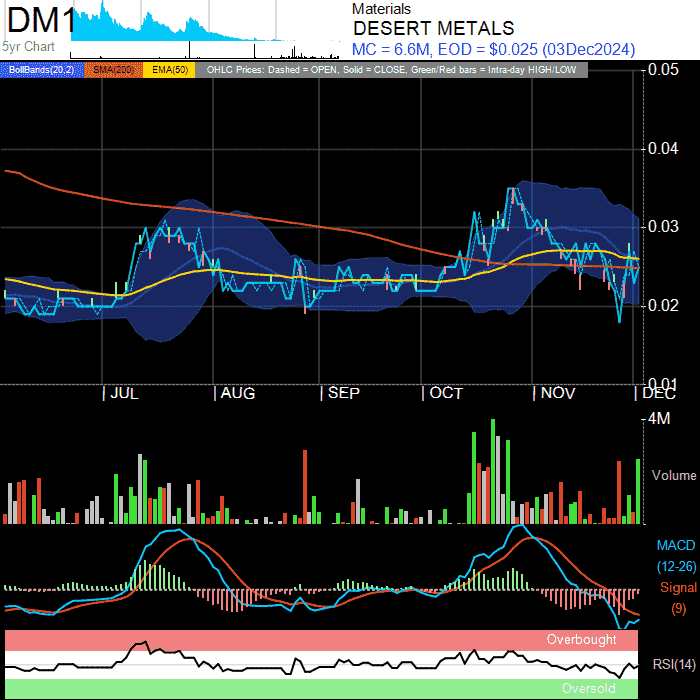 DM1
5yr Chart
Materials
DESERT METALS
MC = 6.6M, EOD = $0.025 (03Dec2024)
BollBands(20,2) SMA(200) EMA(50) OHLC Prices: Dashed = OPEN, Solid = CLOSE, Green/Red bars = Intra-day HIGH/LOW
0.05
0.04
0.03
0.02
0.01
JUL AUG SEP OCT NOV DEC
4M
Volume
MACD
(12-26)
Signal
(9)
Overbought
RSI(14)
Oversold